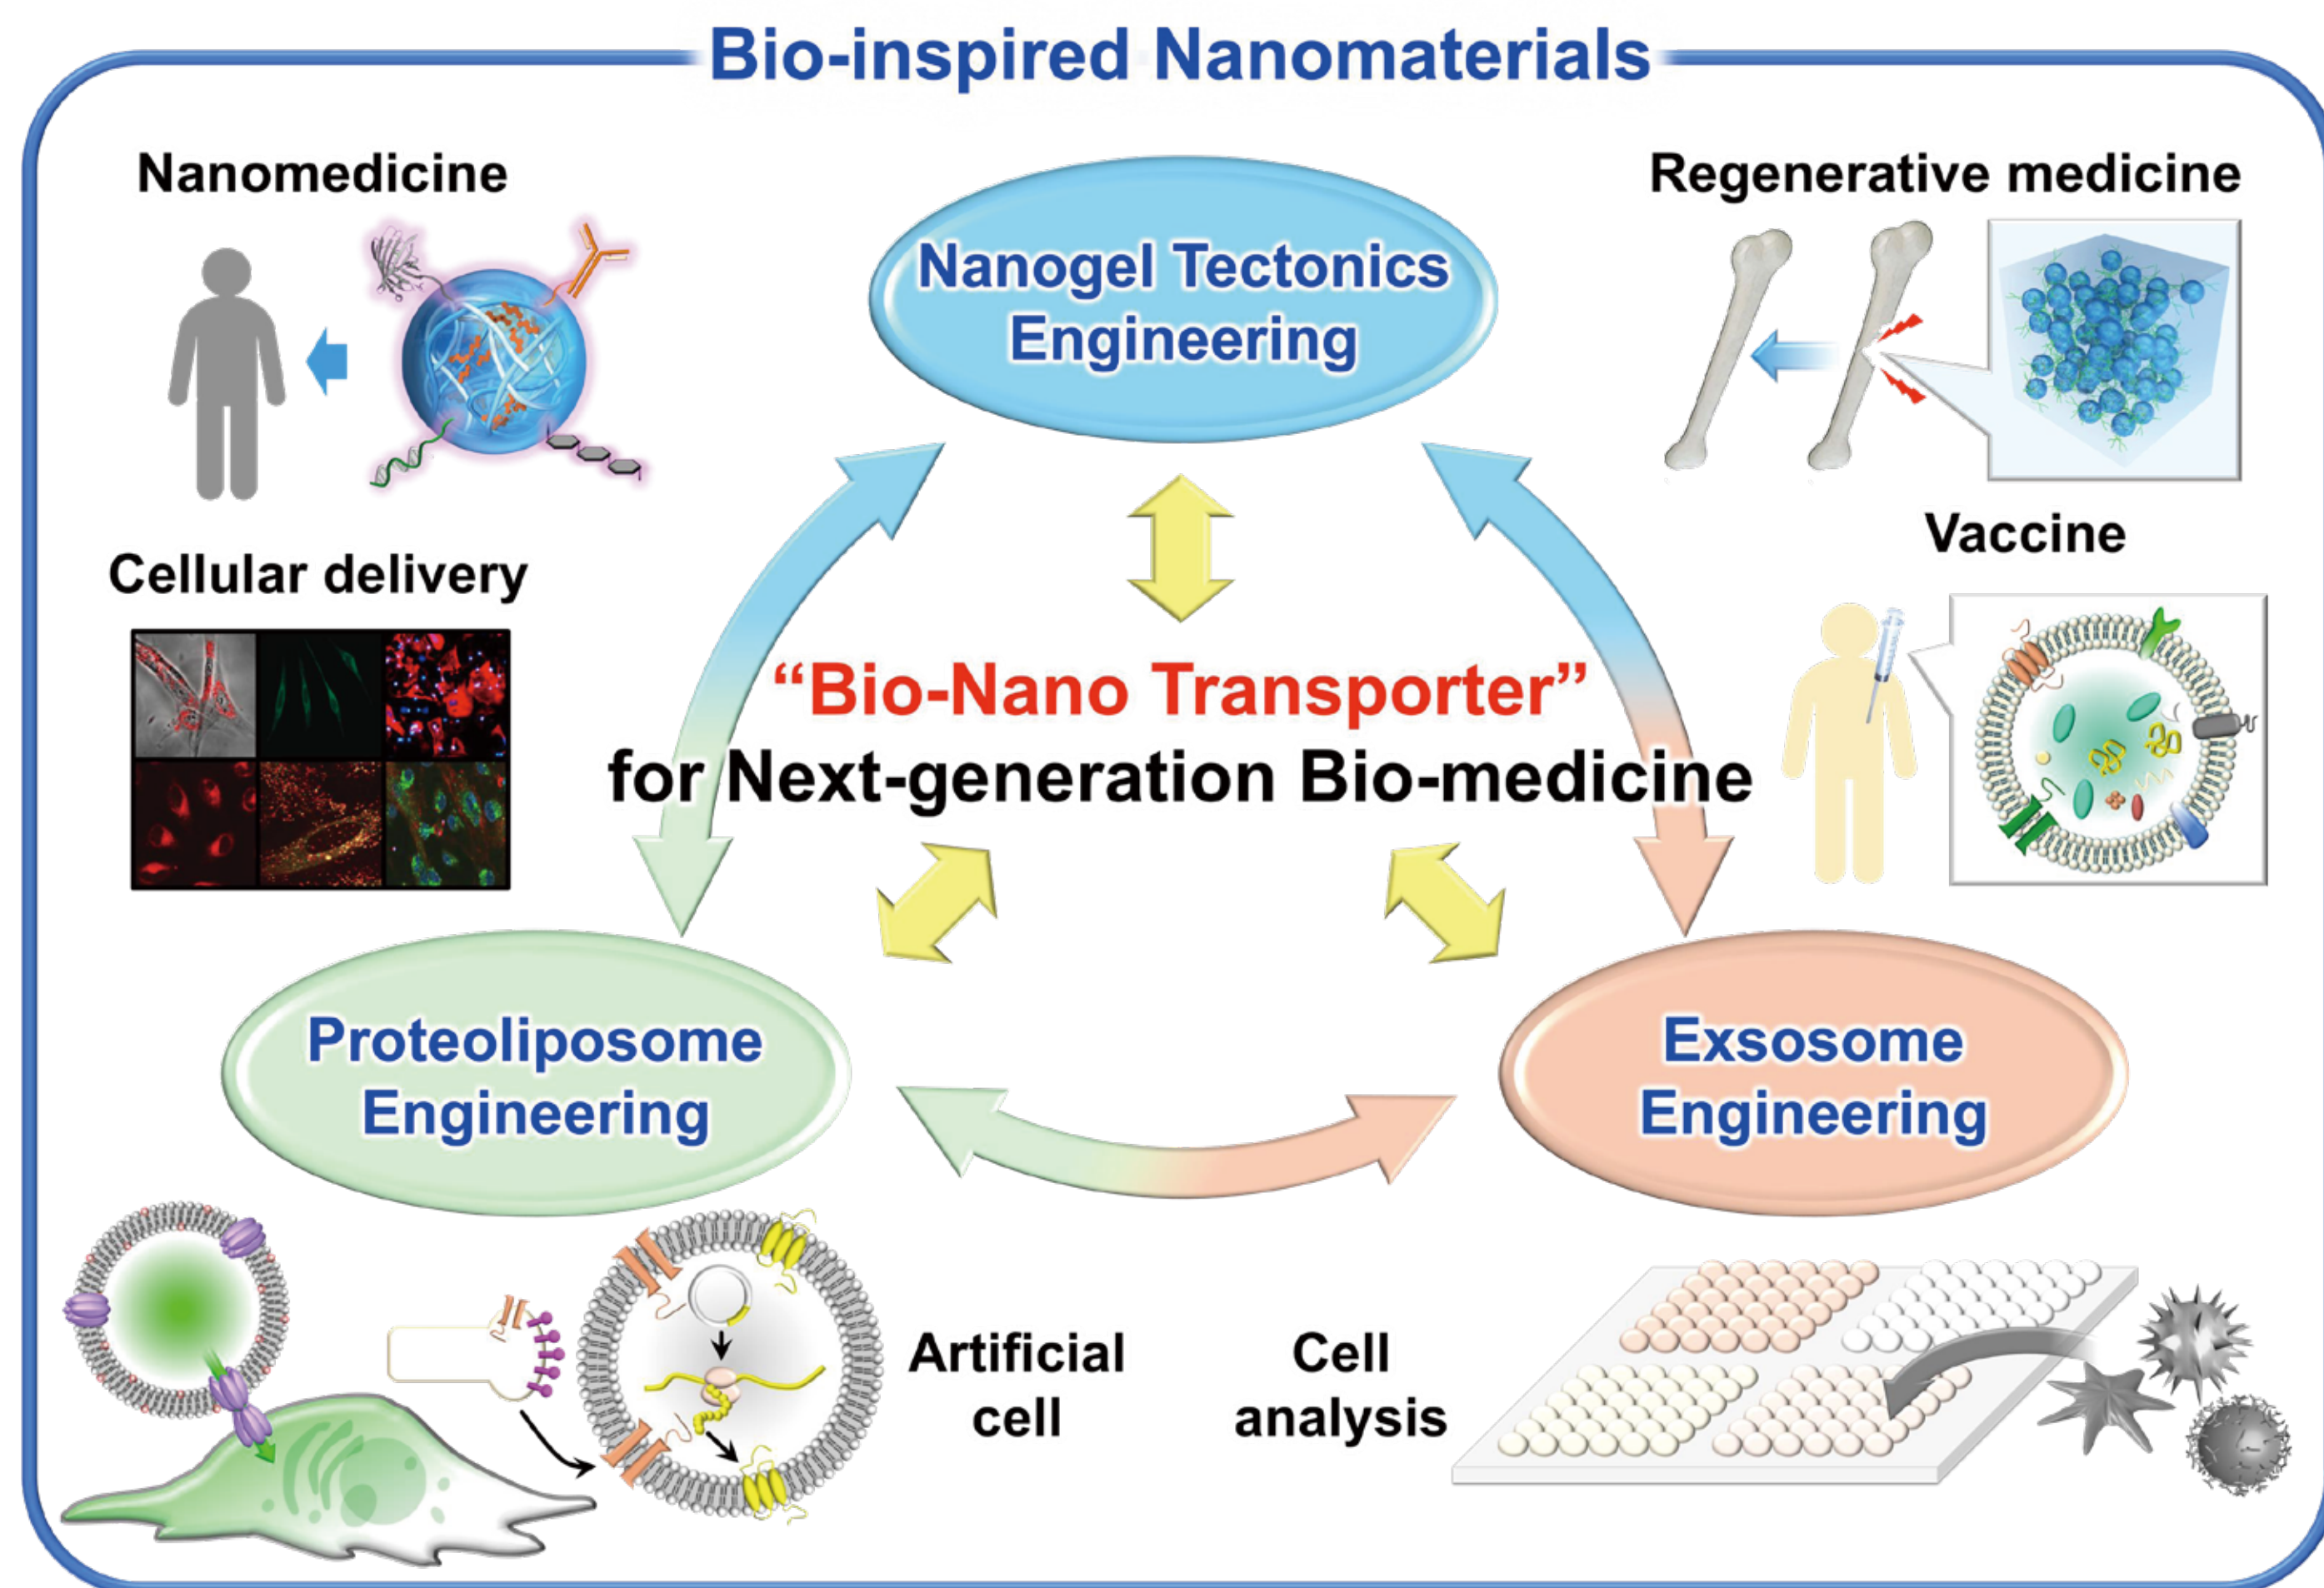 Bio-inspired Nanomaterials
Nanomedicine
Regenerative medicine
Nanogel Tectonics
Engineering
Cellular delivery
Vaccine
“Bio-Nano Transporter”
for Next-generation Bio-medicine
Proteoliposome
Engineering
Exsosome
Engineering
Artificial
cell
Cell
analysis